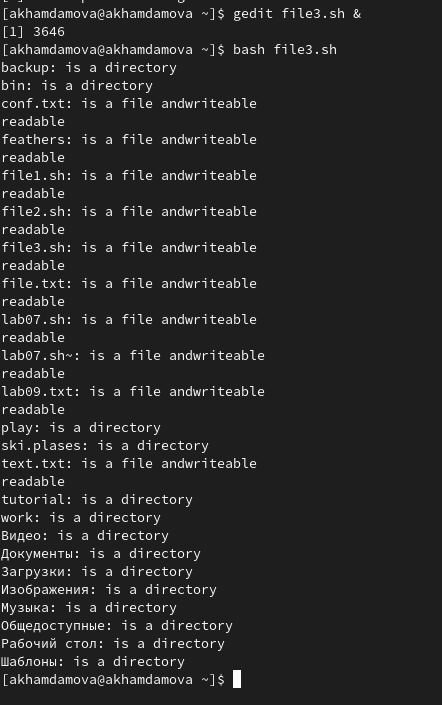 [akhamdamova@akhamdamova ~]$ gedit file3.sh &
[1] 3646
[akhamdamova@akhamdamova ~]$ bash file3.sh
backup: is a directory
bin: is a directory
conf.txt: is a file andwriteable
readable
feathers: is a file andwriteable
readable
file1.sh: is a file andwriteable
readable
file2.sh: is a file andwriteable
readable
file3.sh: is a file andwriteable
readable
file.txt: is a file andwriteable
readable
lab07.sh: is a file andwriteable
readable
lab07.sh~: is a file andwriteable
readable
lab09.txt: is a file andwriteable
readable
play: is a directory
ski.plases: is a directory
text.txt: is a file andwriteable
readable
tutorial: is a directory
work: is a directory
Видео: is a directory
Документы: is a directory
Загрузки: is a directory
Изображения: is a directory
Музыка: is a directory
Общедоступные: is a directory
Рабочий стол: is a directory
Шаблоны: is a directory
[akhamdamova@akhamdamova ~]$